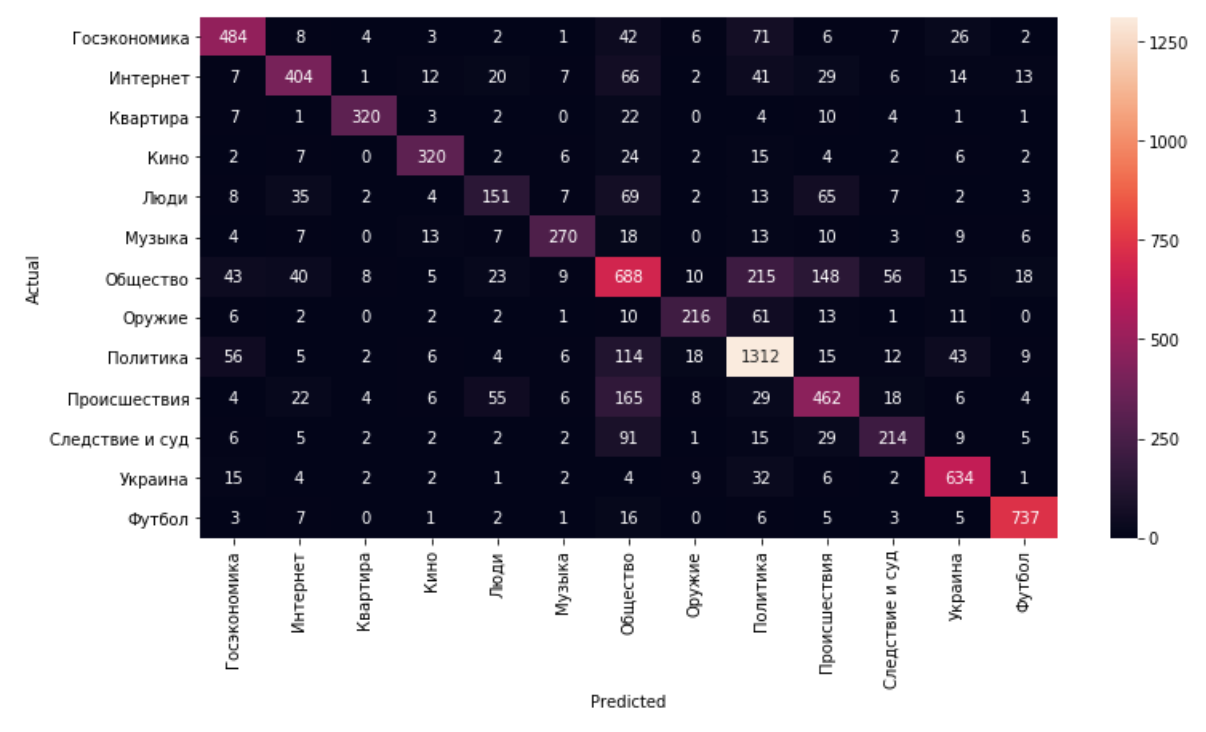 Госэкономика 484 8 4 3 2 1 42 6 71 6 7 26 2
Интернет 7 404 1 12 20 7 66 2 41 29 6 14 13
Квартира 7 1 320 3 2 0 22 0 4 10 4 1 1
Кино 2 7 0 320 2 6 24 2 15 4 2 6 2
Люди 8 35 2 4 151 7 69 2 13 65 7 2 3
Музыка 4 7 0 13 7 270 18 0 13 10 3 9 6
Общество 43 40 8 5 23 9 688 10 215 148 56 15 18
Оружие 6 2 0 2 2 1 10 216 61 13 1 11 0
Политика 56 5 2 6 4 6 114 18 1312 15 12 43 9
Происшествия 4 22 4 6 55 6 165 8 29 462 18 6 4
Следствие и суд 6 5 2 2 2 2 91 1 15 29 214 9 5
Украина 15 4 2 2 1 2 4 9 32 6 2 634 1
Футбол 3 7 0 1 2 1 16 0 6 5 3 5 737
Actual
Госэкономика
Интернет
Квартира
Кино
Люди
Музыка
Общество
Оружие
Политика
Происшествия
Следствие и суд
Украина
Футбол
Predicted
1250
1000
750
500
250
0